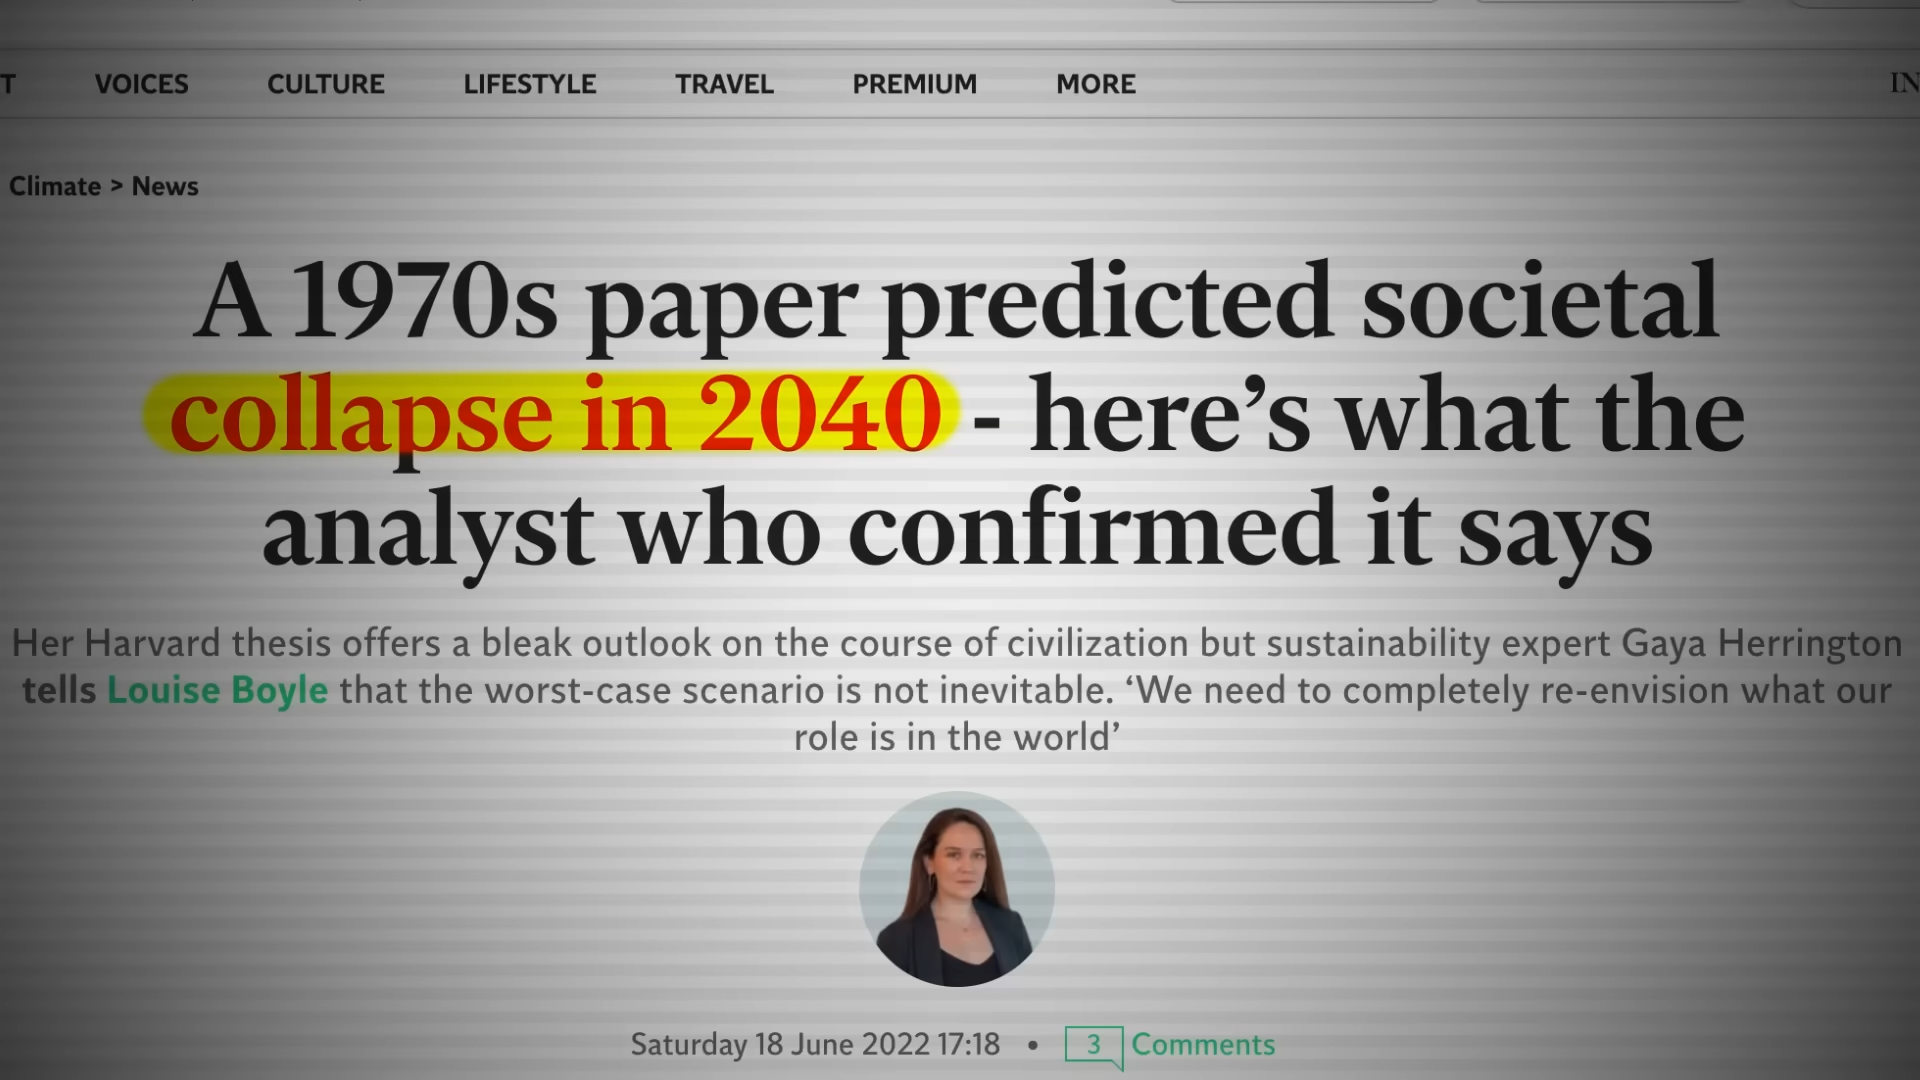 VOICES CULTURE LIFESTYLE TRAVEL PREMIUM MORE
Climate > News
A 1970s paper predicted societal
collapse in 2040 - here’s what the
analyst who confirmed it says
Her Harvard thesis offers a bleak outlook on the course of civilization but sustainability expert Gaya Herrington
tells Louise Boyle that the worst-case scenario is not inevitable. ‘We need to completely re-envision what our
role is in the world’
Saturday 18 June 2022 17:18 • 3 Comments